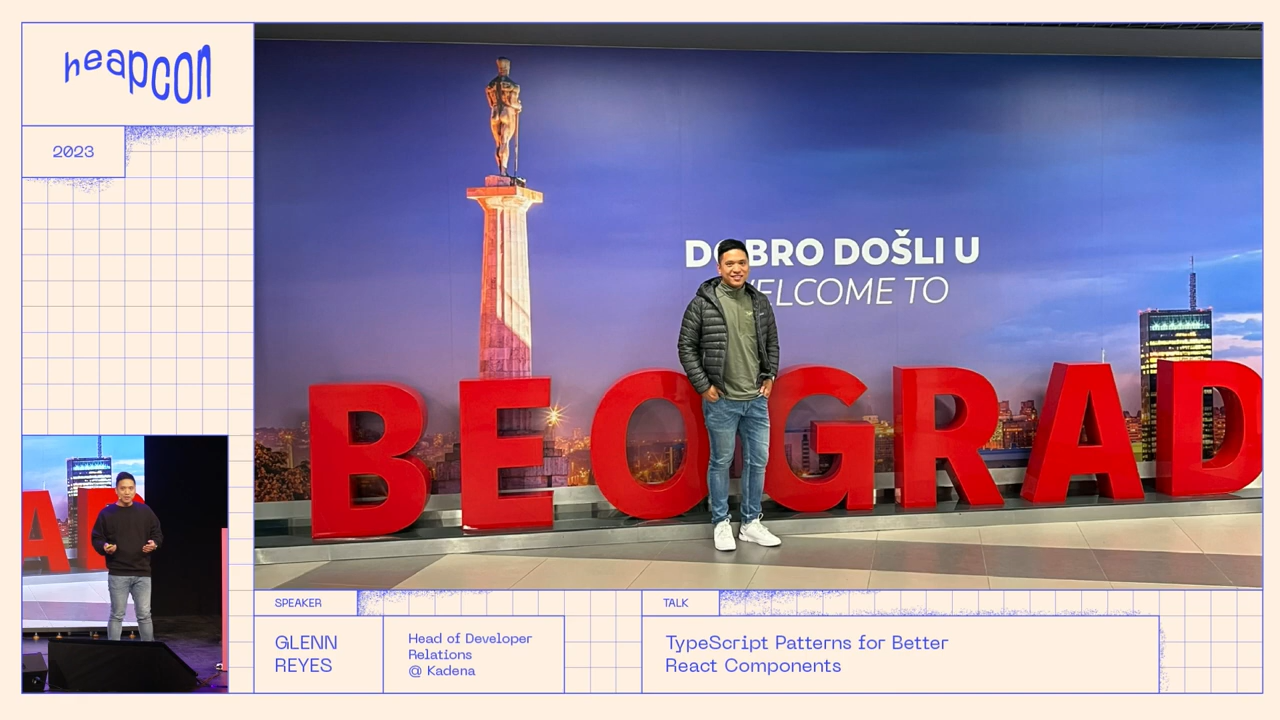 heapcon
2023
DOBRO DOŠLI U
WELCOME TO
BEOGRAD
AD
SPEAKER
GLENN
REYES
Head of Developer
Relations
@ Kadena
TALK
TypeScript Patterns for Better
React Components